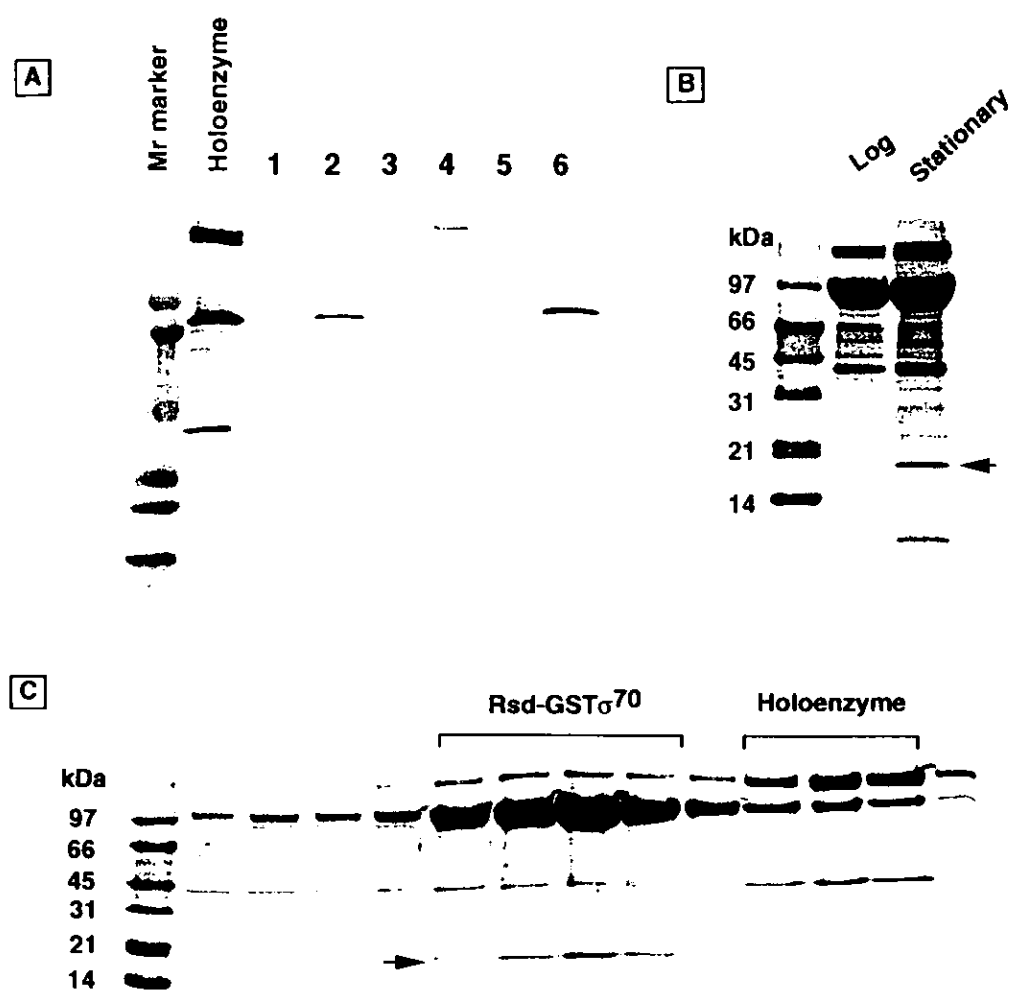 A
Mr marker
Holoenzyme
1 2 3 4 5 6
B
Log
Stationary
kDa
97
66
45
31
21
14
C
Rsd-GSTσ70
Holoenzyme
kDa
97
66
45
31
21
14